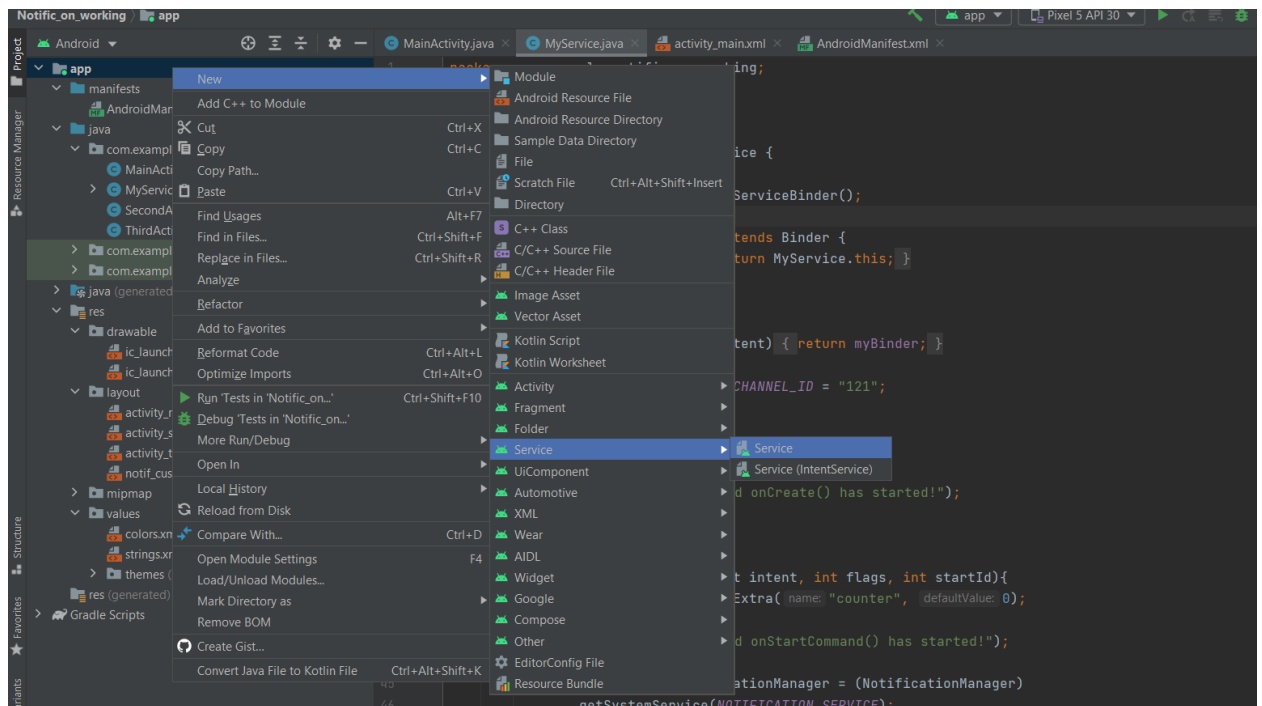 Notific_on_working app
app
Pixel 5 API 30
Project
Resource Manager
Structure
Favorites
Android
MainActivity.java
MyService.java
activity_main.xml
AndroidManifest.xml
app
manifests
AndroidMan
java
com.exampl
MainActi
MyServic
SecondA
ThirdActi
com.exampl
com.exampl
java (generated
res
drawable
ic_launch
ic_launch
layout
activity_
activity_s
activity_t
notif_cus
mipmap
values
colors.xm
strings.xr
themes (
res (generated)
Gradle Scripts
New
Add C++ to Module
Cut Ctrl+X
Copy Ctrl+C
Copy Path...
Paste Ctrl+V
Find Usages Alt+F7
Find in Files... Ctrl+Shift+F
Replace in Files... Ctrl+Shift+R
Analyze
Refactor
Add to Favorites
Reformat Code Ctrl+Alt+L
Optimize Imports Ctrl+Alt+O
Run 'Tests in 'Notific_on...' Ctrl+Shift+F10
Debug 'Tests in 'Notific_on...'
More Run/Debug
Open In
Local History
Reload from Disk
Compare With... Ctrl+D
Open Module Settings F4
Load/Unload Modules...
Mark Directory as
Remove BOM
Create Gist...
Convert Java File to Kotlin File Ctrl+Alt+Shift+K
Module
Android Resource File
Android Resource Directory
Sample Data Directory
File
Scratch File Ctrl+Alt+Shift+Insert
Directory
C++ Class
C/C++ Source File
C/C++ Header File
Image Asset
Vector Asset
Kotlin Script
Kotlin Worksheet
Activity
Fragment
Folder
Service
UiComponent
Automotive
XML
Wear
AIDL
Widget
Google
Compose
Other
EditorConfig File
Resource Bundle
Service
Service (IntentService)
ing;
ice {
ServiceBinder();
tends Binder {
turn MyService.this; }
tent) { return myBinder; }
CHANNEL_ID = "121";
d onCreate() has started!");
t intent, int flags, int startId){
Extra( name: "counter", defaultValue: 0);
d onStartCommand() has started!");
ationManager = (NotificationManager)
getSystemService(NOTIFICATION_SERVICE);